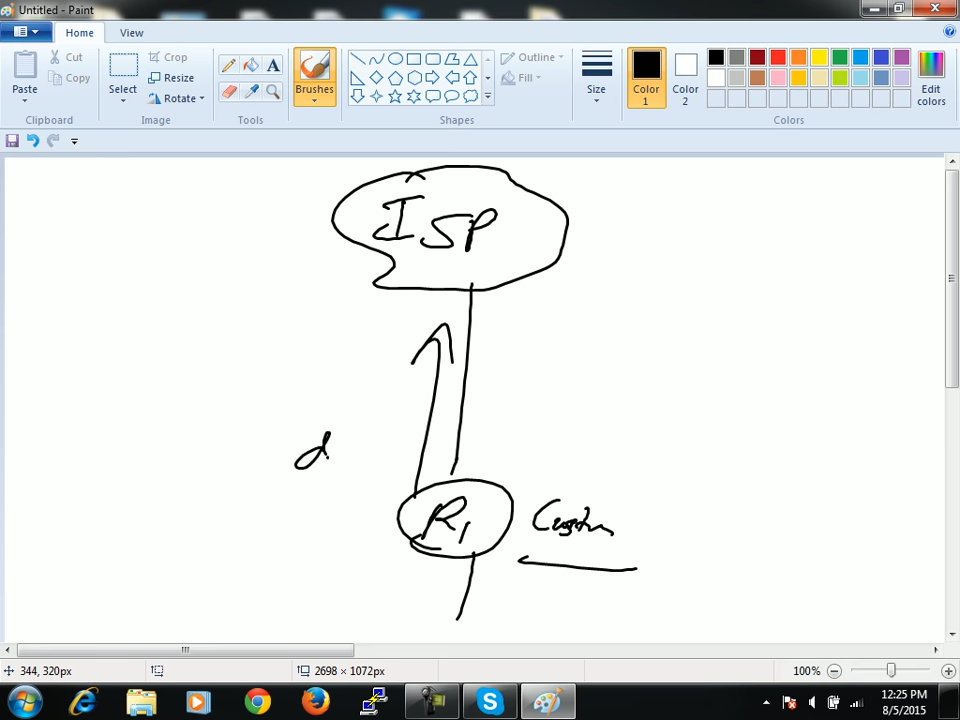 Untitled - Paint
Home
View
Cut
Copy
Paste
Clipboard
Crop
Resize
Rotate
Select
Image
A
Tools
Brushes
Outline
Fill
Shapes
Size
Color 1
Color 2
Edit colors
Colors
ISP
d
R1
344, 320px
2698 × 1072px
100%
12:25 PM
8/5/2015